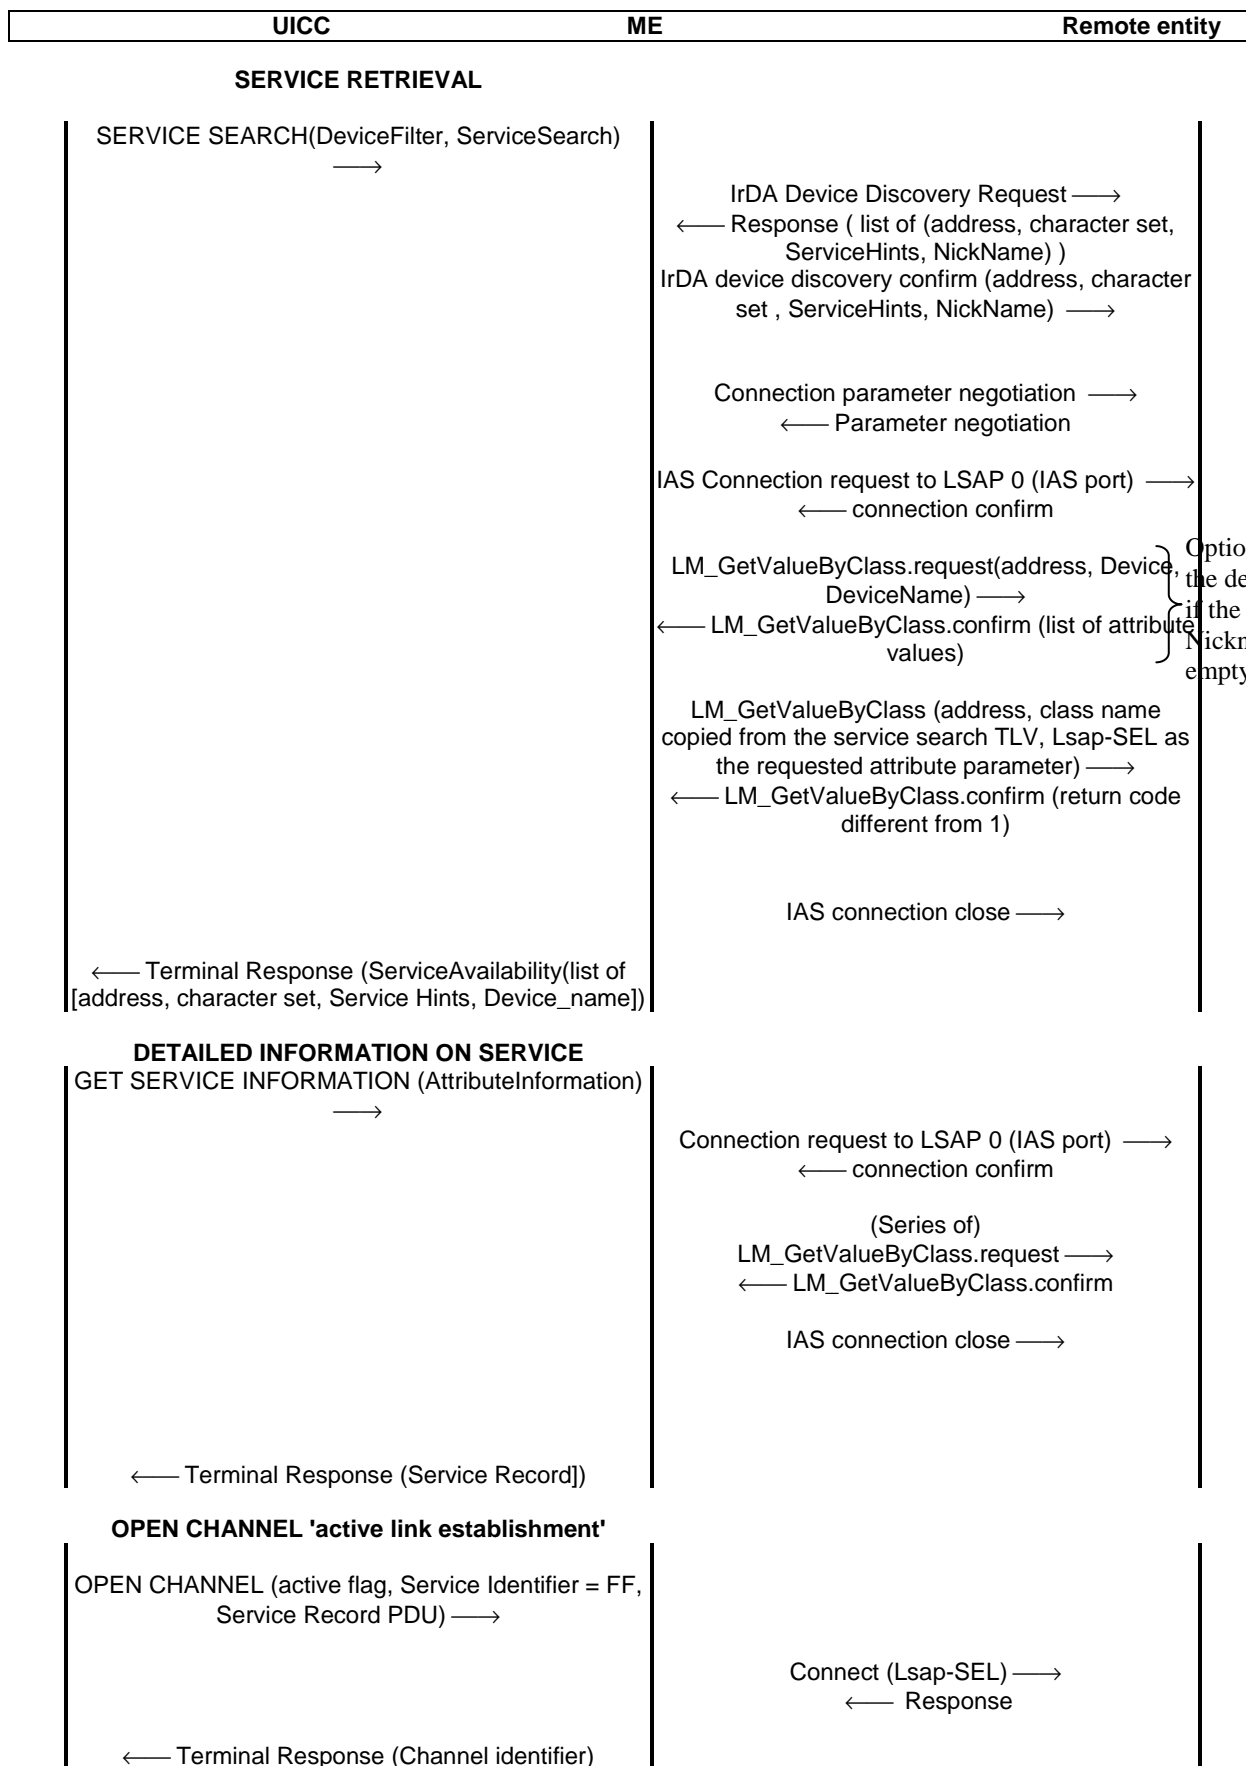 UICC ME Remote entity
SERVICE RETRIEVAL
SERVICE SEARCH(DeviceFilter, ServiceSearch)
⟶
IrDA Device Discovery Request ⟶
⟵ Response ( list of (address, character set,
ServiceHints, NickName) )
IrDA device discovery confirm (address, character
set , ServiceHints, NickName) ⟶
Connection parameter negotiation ⟶
⟵ Parameter negotiation
IAS Connection request to LSAP 0 (IAS port) ⟶
⟵ connection confirm
LM_GetValueByClass.request(address, Device,
DeviceName) ⟶
⟵ LM_GetValueByClass.confirm (list of attribute
values)
if the
empty
LM_GetValueByClass (address, class name
copied from the service search TLV, Lsap-SEL as
the requested attribute parameter) ⟶
⟵ LM_GetValueByClass.confirm (return code
different from 1)
IAS connection close ⟶
⟵ Terminal Response (ServiceAvailability(list of
[address, character set, Service Hints, Device_name])
DETAILED INFORMATION ON SERVICE
GET SERVICE INFORMATION (AttributeInformation)
⟶
Connection request to LSAP 0 (IAS port) ⟶
⟵ connection confirm
(Series of)
LM_GetValueByClass.request ⟶
⟵ LM_GetValueByClass.confirm
IAS connection close ⟶
⟵ Terminal Response (Service Record])
OPEN CHANNEL 'active link establishment'
OPEN CHANNEL (active flag, Service Identifier = FF,
Service Record PDU) ⟶
Connect (Lsap-SEL) ⟶
⟵ Response
⟵ Terminal Response (Channel identifier)